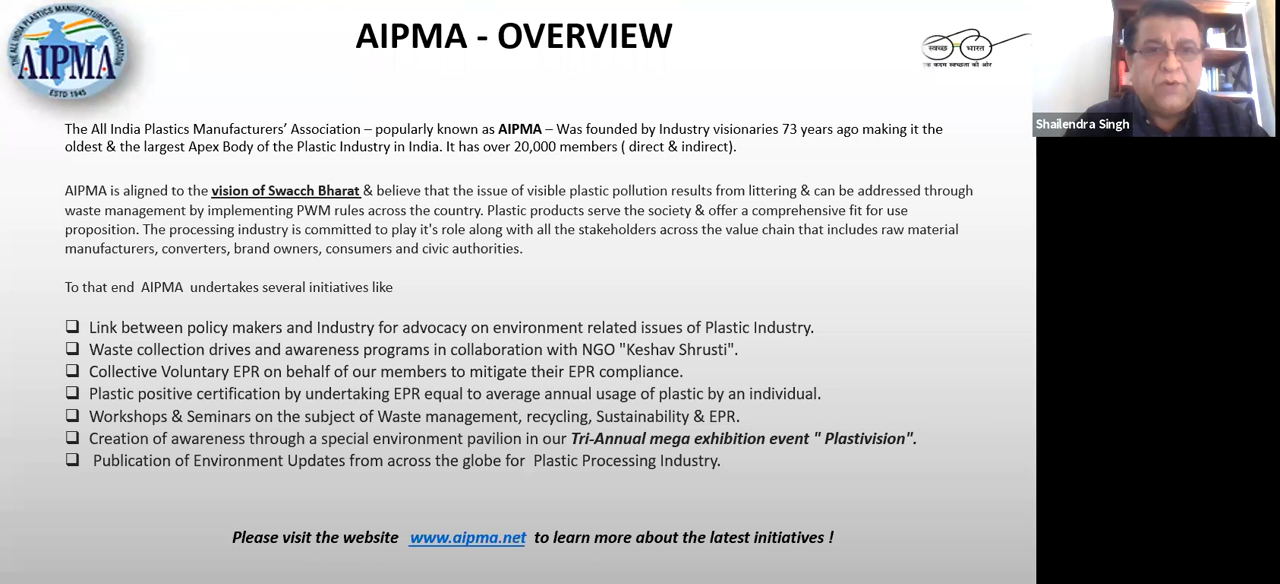 THE ALL INDIA PLASTICS MANUFACTURERS' ASSOCIATION
AIPMA
ESTD 1945
AIPMA - OVERVIEW
स्वच्छ भारत
एक कदम स्वच्छता की ओर
Shailendra Singh
The All India Plastics Manufacturers’ Association – popularly known as AIPMA – Was founded by Industry visionaries 73 years ago making it the
oldest & the largest Apex Body of the Plastic Industry in India. It has over 20,000 members ( direct & indirect).
AIPMA is aligned to the vision of Swacch Bharat & believe that the issue of visible plastic pollution results from littering & can be addressed through
waste management by implementing PWM rules across the country. Plastic products serve the society & offer a comprehensive fit for use
proposition. The processing industry is committed to play it's role along with all the stakeholders across the value chain that includes raw material
manufacturers, converters, brand owners, consumers and civic authorities.
To that end AIPMA undertakes several initiatives like
❑ Link between policy makers and Industry for advocacy on environment related issues of Plastic Industry.
❑ Waste collection drives and awareness programs in collaboration with NGO "Keshav Shrusti".
❑ Collective Voluntary EPR on behalf of our members to mitigate their EPR compliance.
❑ Plastic positive certification by undertaking EPR equal to average annual usage of plastic by an individual.
❑ Workshops & Seminars on the subject of Waste management, recycling, Sustainability & EPR.
❑ Creation of awareness through a special environment pavilion in our Tri-Annual mega exhibition event " Plastivision".
❑ Publication of Environment Updates from across the globe for Plastic Processing Industry.
Please visit the website www.aipma.net to learn more about the latest initiatives !